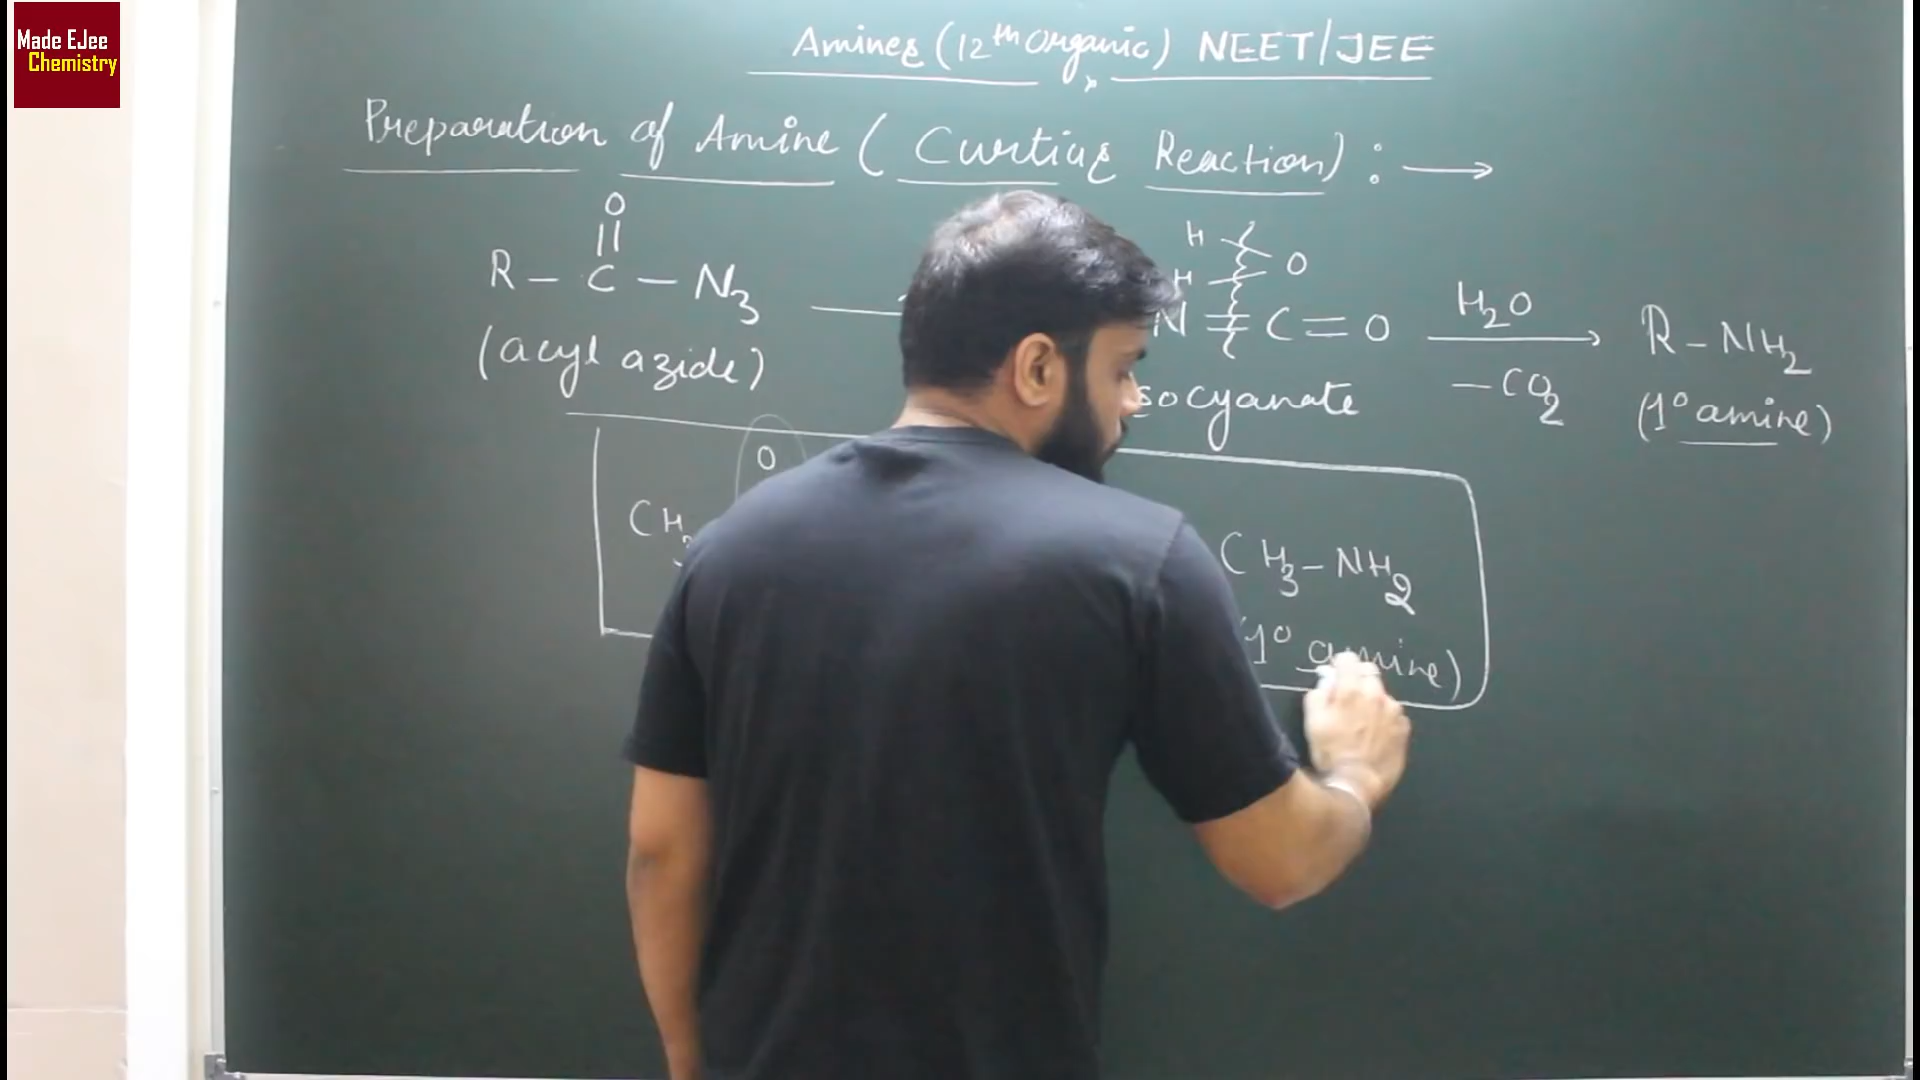 Made EJee
Chemistry
Amines (12th Organic) NEET/JEE
Preparation of Amine ( Curtius Reaction) : →
O
R - C - N3
(acyl azide)
H O
H
N = C = O
socyanate
H2O
- CO2
R - NH2
(1° amine)
O
CH3
CH3 - NH2
(1° amine)